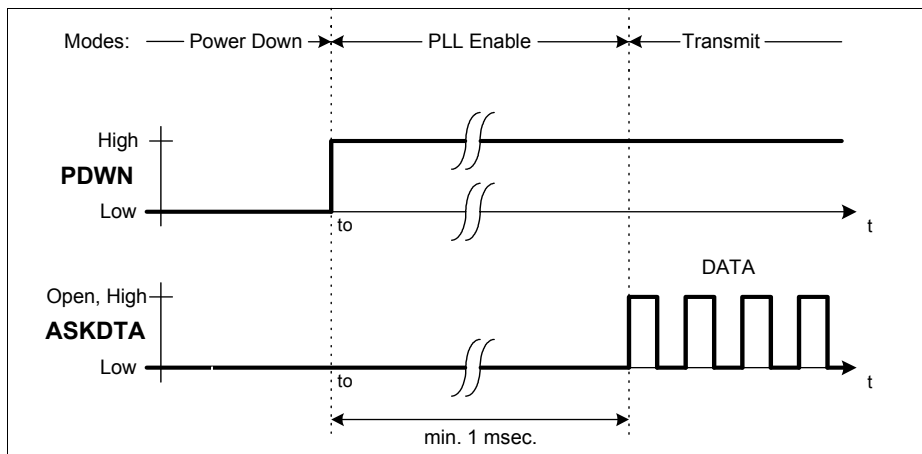 Modes: Power Down PLL Enable Transmit
High
PDWN
Low
to
t
DATA
Open, High
ASKDTA
Low
to
t
min. 1 msec.